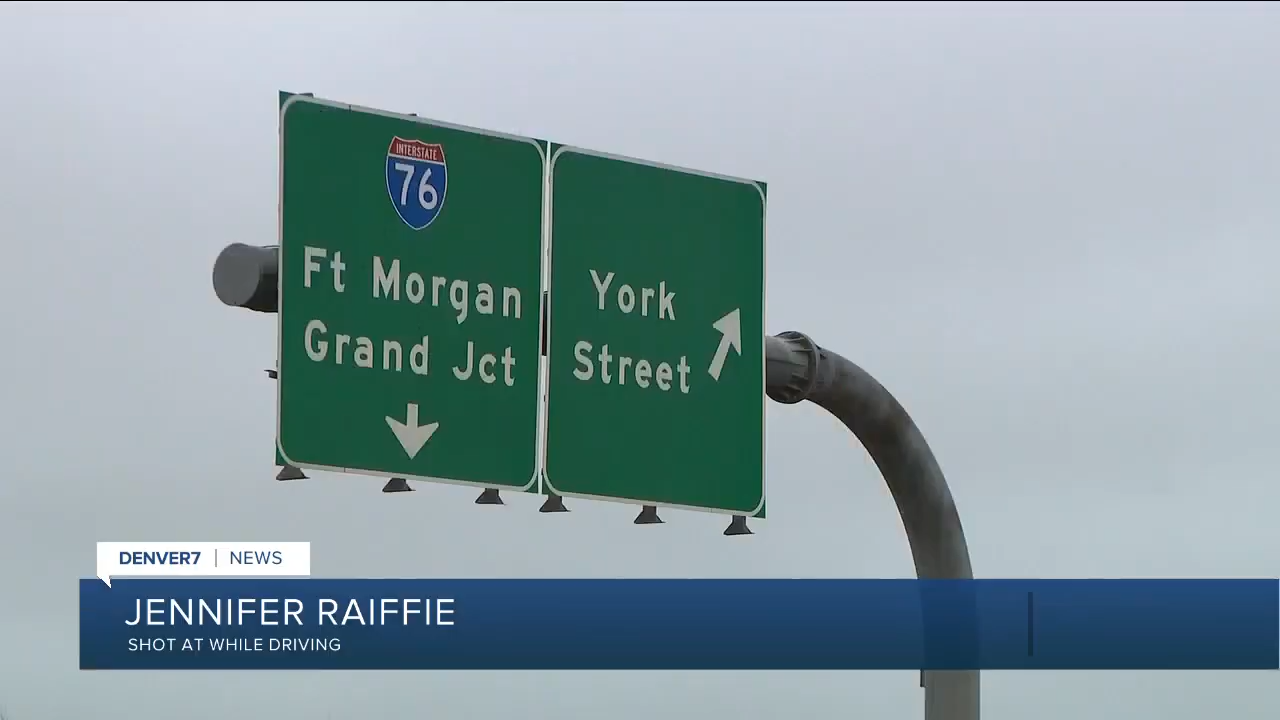 INTERSTATE
76
Ft Morgan
Grand Jct
York
Street
DENVER7 | NEWS
JENNIFER RAIFFIE
SHOT AT WHILE DRIVING